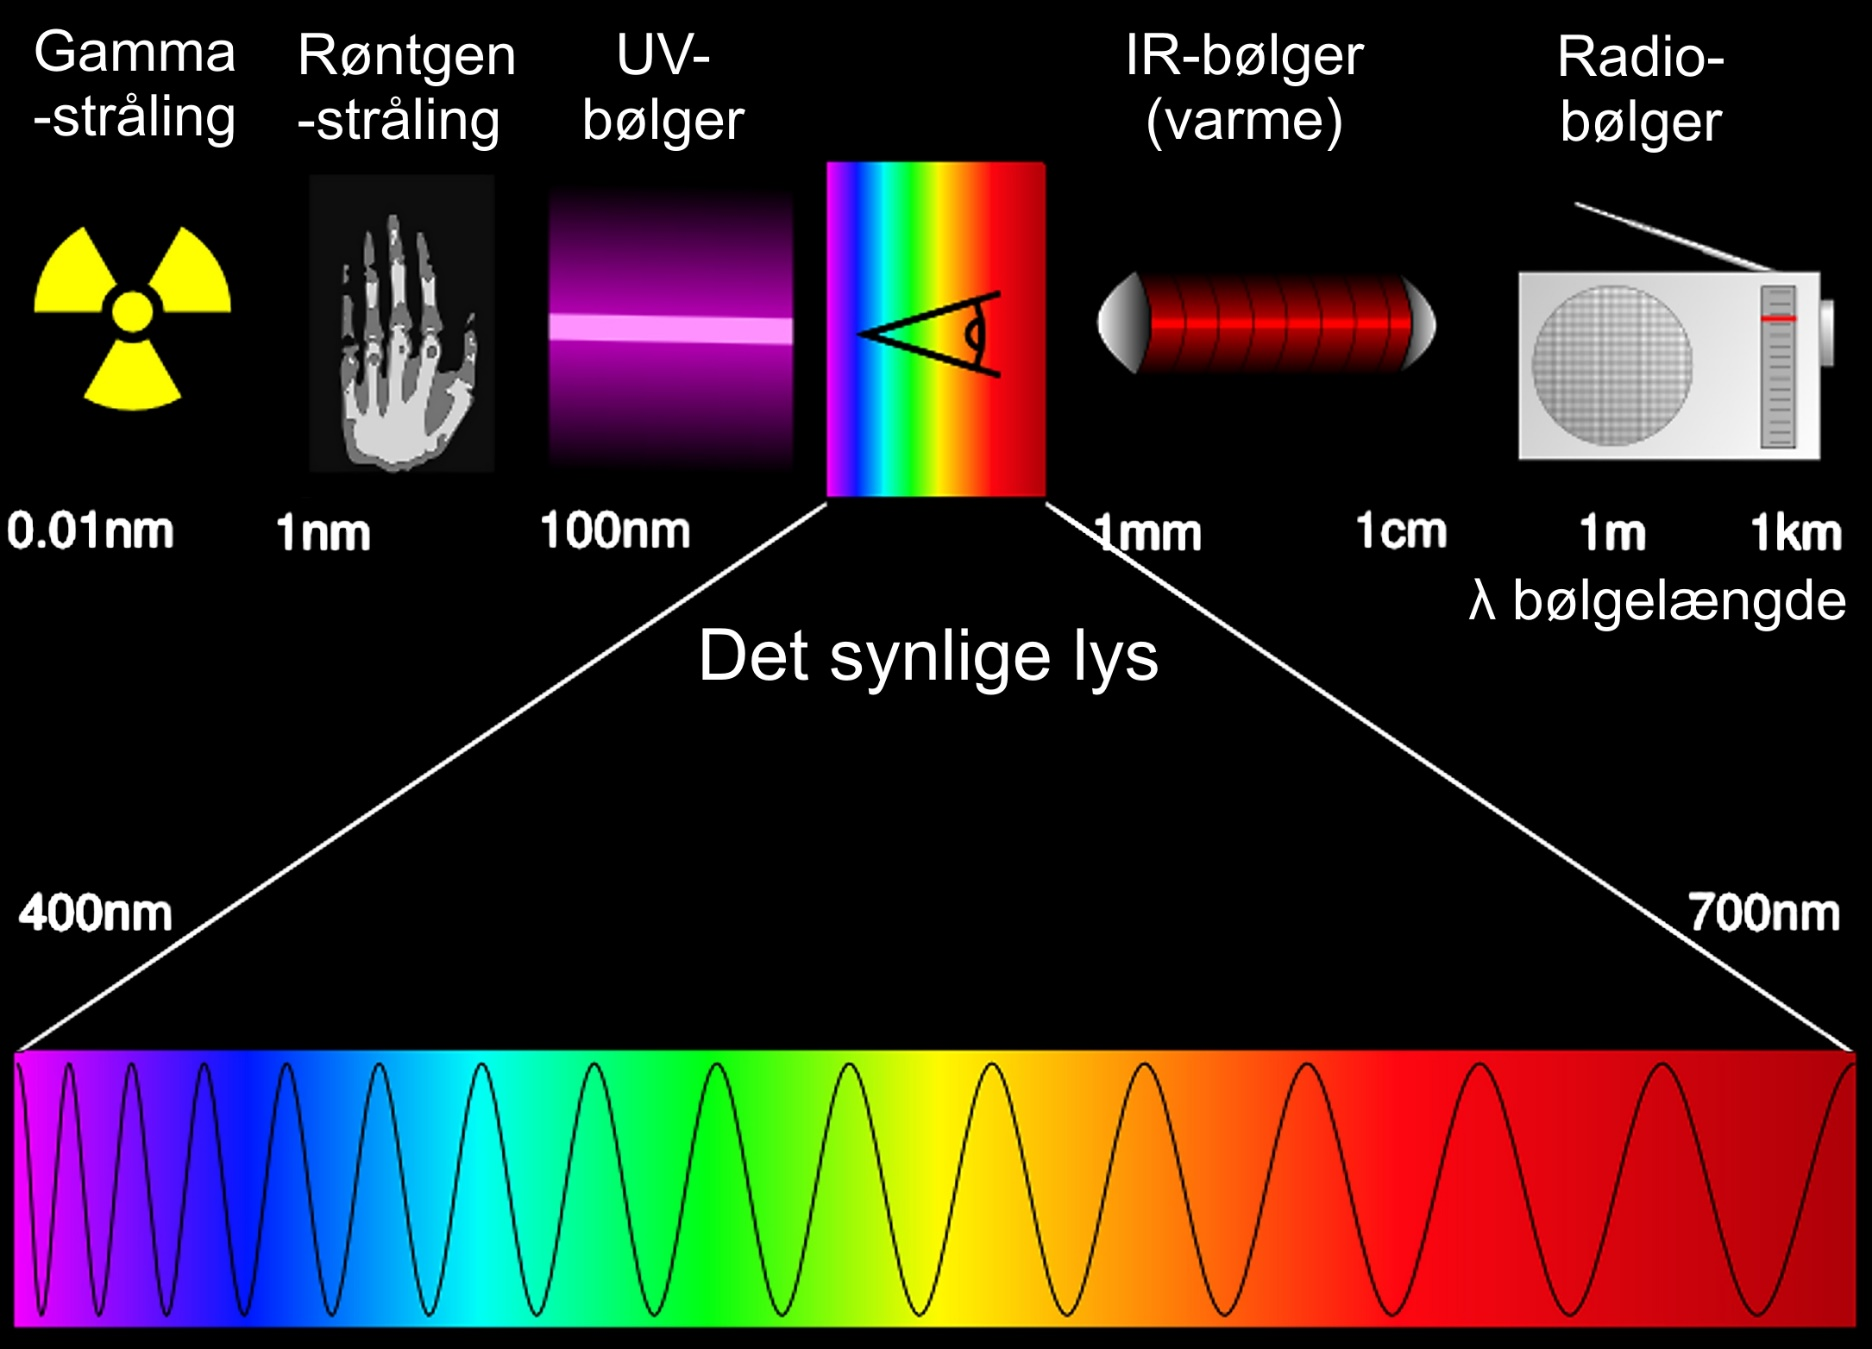 Gamma
-stråling
Røntgen
-stråling
UV-
bølger
IR-bølger
(varme)
Radio-
bølger
0.01nm
1nm
100nm
1mm
1cm
1m
1km
λ bølgelængde
Det synlige lys
400nm
700nm